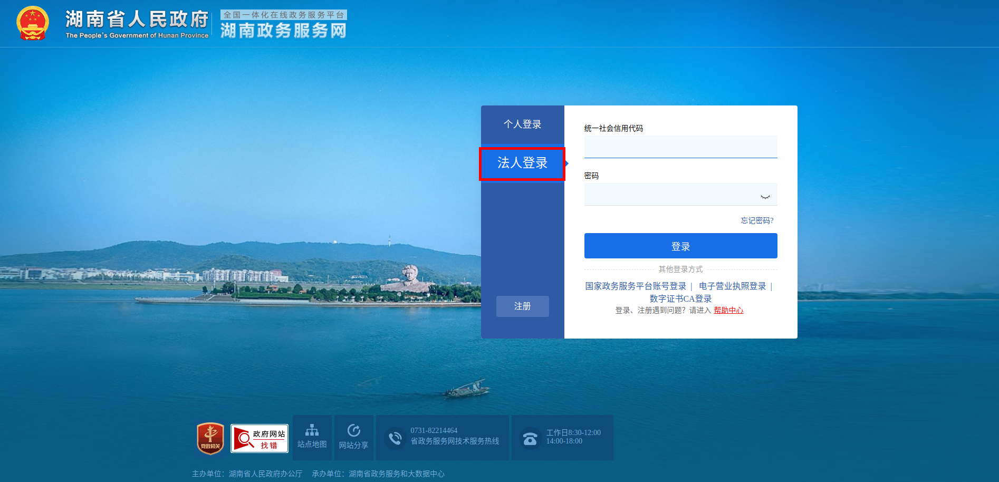 湖南省人民政府
The People's Government of Hunan Province
全国一体化在线政务服务平台
湖南政务服务网
个人登录
法人登录
注册
统一社会信用代码
密码
忘记密码?
登录
其他登录方式
国家政务服务平台账号登录 | 电子营业执照登录 |
数字证书CA登录
登录、注册遇到问题？请进入 帮助中心
党政机关
政府网站
找错
站点地图
网站分享
0731-82214464
省政务服务网技术服务热线
工作日8:30-12:00
14:00-18:00
主办单位：湖南省人民政府办公厅 承办单位：湖南省政务服务和大数据中心